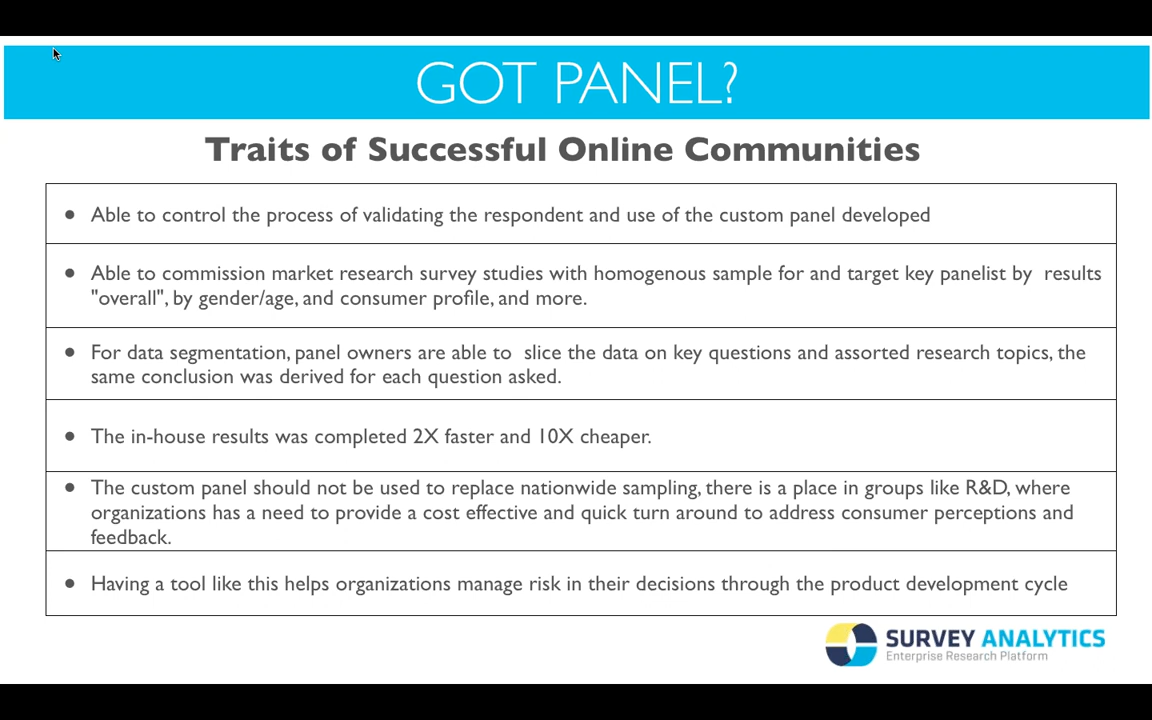 GOT PANEL?
Traits of Successful Online Communities
● Able to control the process of validating the respondent and use of the custom panel developed
● Able to commission market research survey studies with homogenous sample for and target key panelist by  results
"overall", by gender/age, and consumer profile, and more.
● For data segmentation, panel owners are able to  slice the data on key questions and assorted research topics, the
same conclusion was derived for each question asked.
● The in-house results was completed 2X faster and 10X cheaper.
● The custom panel should not be used to replace nationwide sampling, there is a place in groups like R&D, where
organizations has a need to provide a cost effective and quick turn around to address consumer perceptions and
feedback.
● Having a tool like this helps organizations manage risk in their decisions through the product development cycle
SURVEY ANALYTICS
Enterprise Research Platform